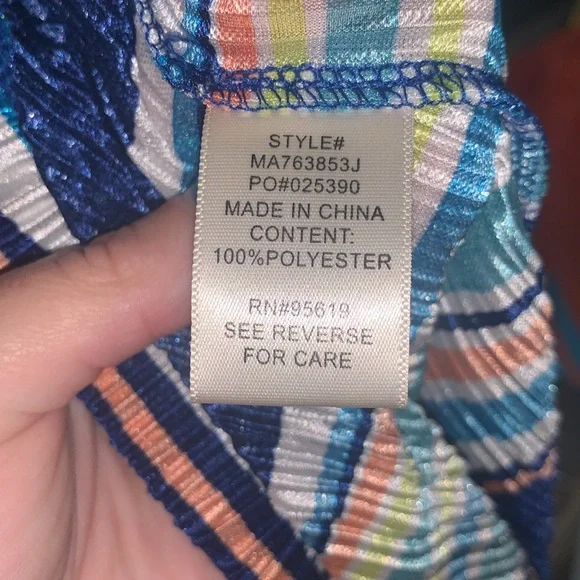 STYLE#
MA763853J
PO#025390
MADE IN CHINA
CONTENT:
100%POLYESTER
RN#95619
SEE REVERSE
FOR CARE